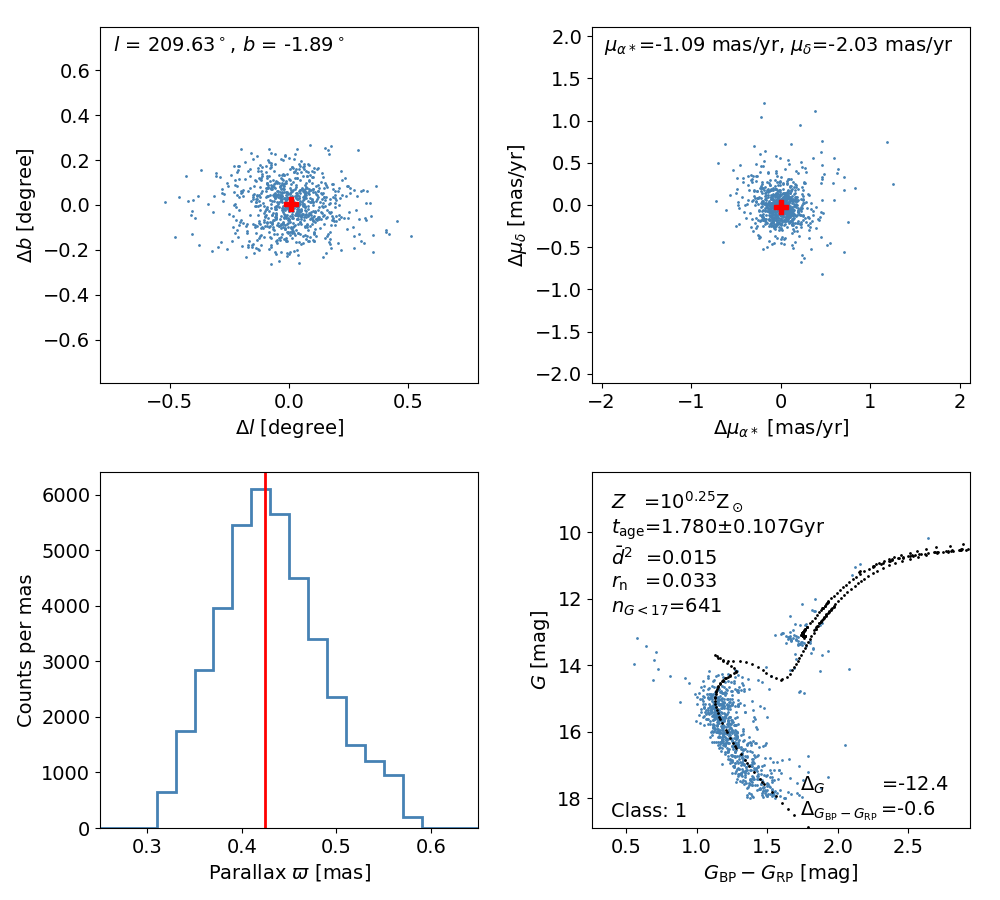 l = 209.63°, b = -1.89°
0.6
0.4
0.2
0.0
−0.2
−0.4
−0.6
Δb [degree]
−0.5 0.0 0.5
Δl [degree]
μα*=-1.09 mas/yr, μδ=-2.03 mas/yr
2.0
1.5
1.0
0.5
0.0
−0.5
−1.0
−1.5
−2.0
Δμδ [mas/yr]
−2 −1 0 1 2
Δμα* [mas/yr]
6000
5000
4000
3000
2000
1000
0
Counts per mas
0.3 0.4 0.5 0.6
Parallax ϖ [mas]
Z =10^0.25Z⊙
t_age=1.780±0.107Gyr
d̄² =0.015
r_n =0.033
n_G<17=641
10
12
14
16
18
G [mag]
Δ_G =-12.4
Δ_G_BP−G_RP=-0.6
Class: 1
0.5 1.0 1.5 2.0 2.5
G_BP − G_RP [mag]